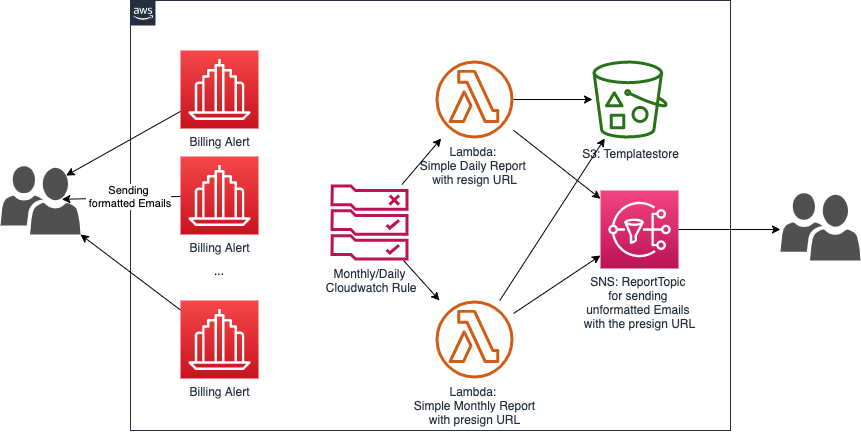 aws
Billing Alert
Sending
formatted Emails
Billing Alert
...
Billing Alert
Monthly/Daily
Cloudwatch Rule
Lambda:
Simple Daily Report
with resign URL
Lambda:
Simple Monthly Report
with presign URL
S3: Templatestore
SNS: ReportTopic
for sending
unformatted Emails
with the presign URL